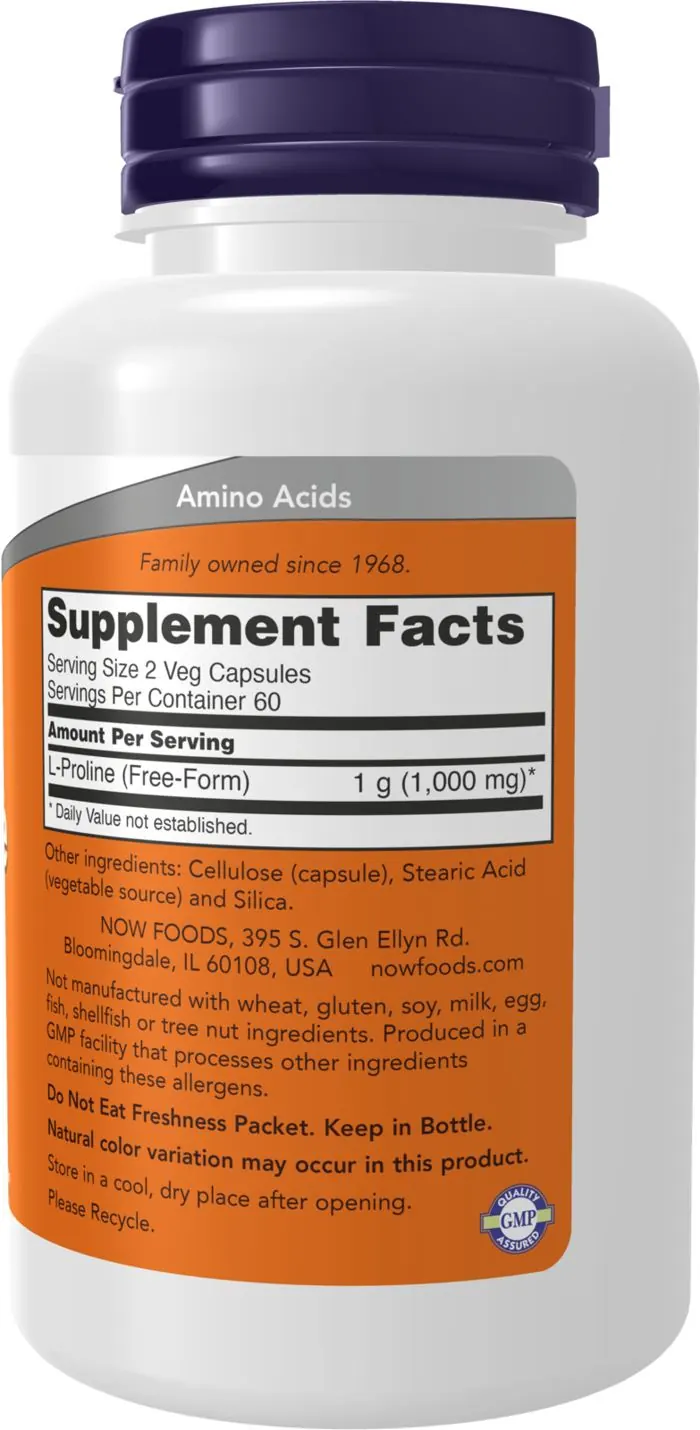 Amino Acids
Family owned since 1968.
Supplement Facts
Serving Size 2 Veg Capsules
Servings Per Container 60
Amount Per Serving
L-Proline (Free-Form) 1 g (1,000 mg)*
* Daily Value not established.
Other ingredients: Cellulose (capsule), Stearic Acid
(vegetable source) and Silica.
NOW FOODS, 395 S. Glen Ellyn Rd.
Bloomingdale, IL 60108, USA nowfoods.com
Not manufactured with wheat, gluten, soy, milk, egg,
fish, shellfish or tree nut ingredients. Produced in a
GMP facility that processes other ingredients
containing these allergens.
Do Not Eat Freshness Packet. Keep in Bottle.
Natural color variation may occur in this product.
Store in a cool, dry place after opening.
Please Recycle.
QUALITY
GMP
ASSURED